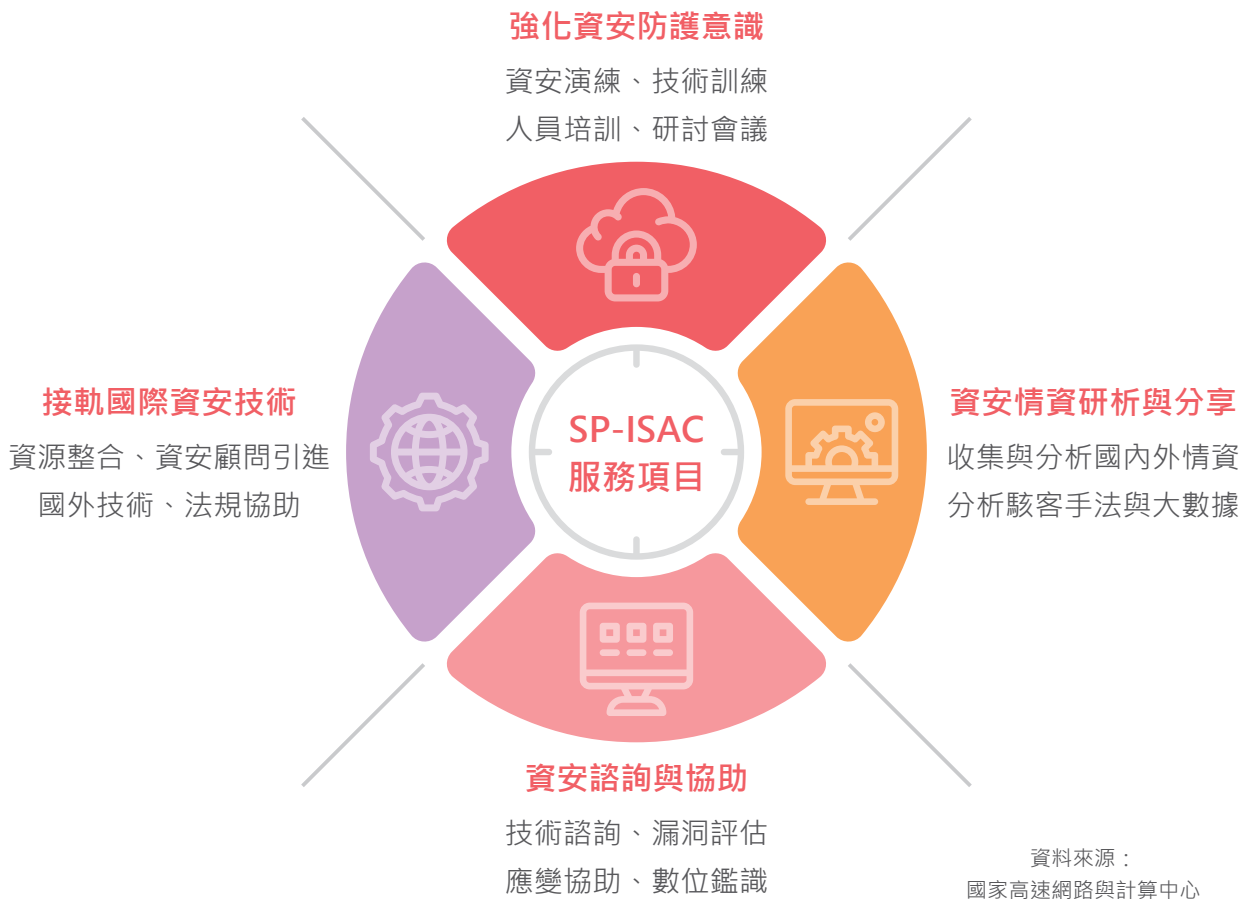 強化資安防護意識
資安演練、技術訓練
人員培訓、研討會議
接軌國際資安技術
資源整合、資安顧問引進
國外技術、法規協助
SP-ISAC
服務項目
資安情資研析與分享
收集與分析國內外情資
分析駭客手法與大數據
資安諮詢與協助
技術諮詢、漏洞評估
應變協助、數位鑑識
資料來源：
國家高速網路與計算中心